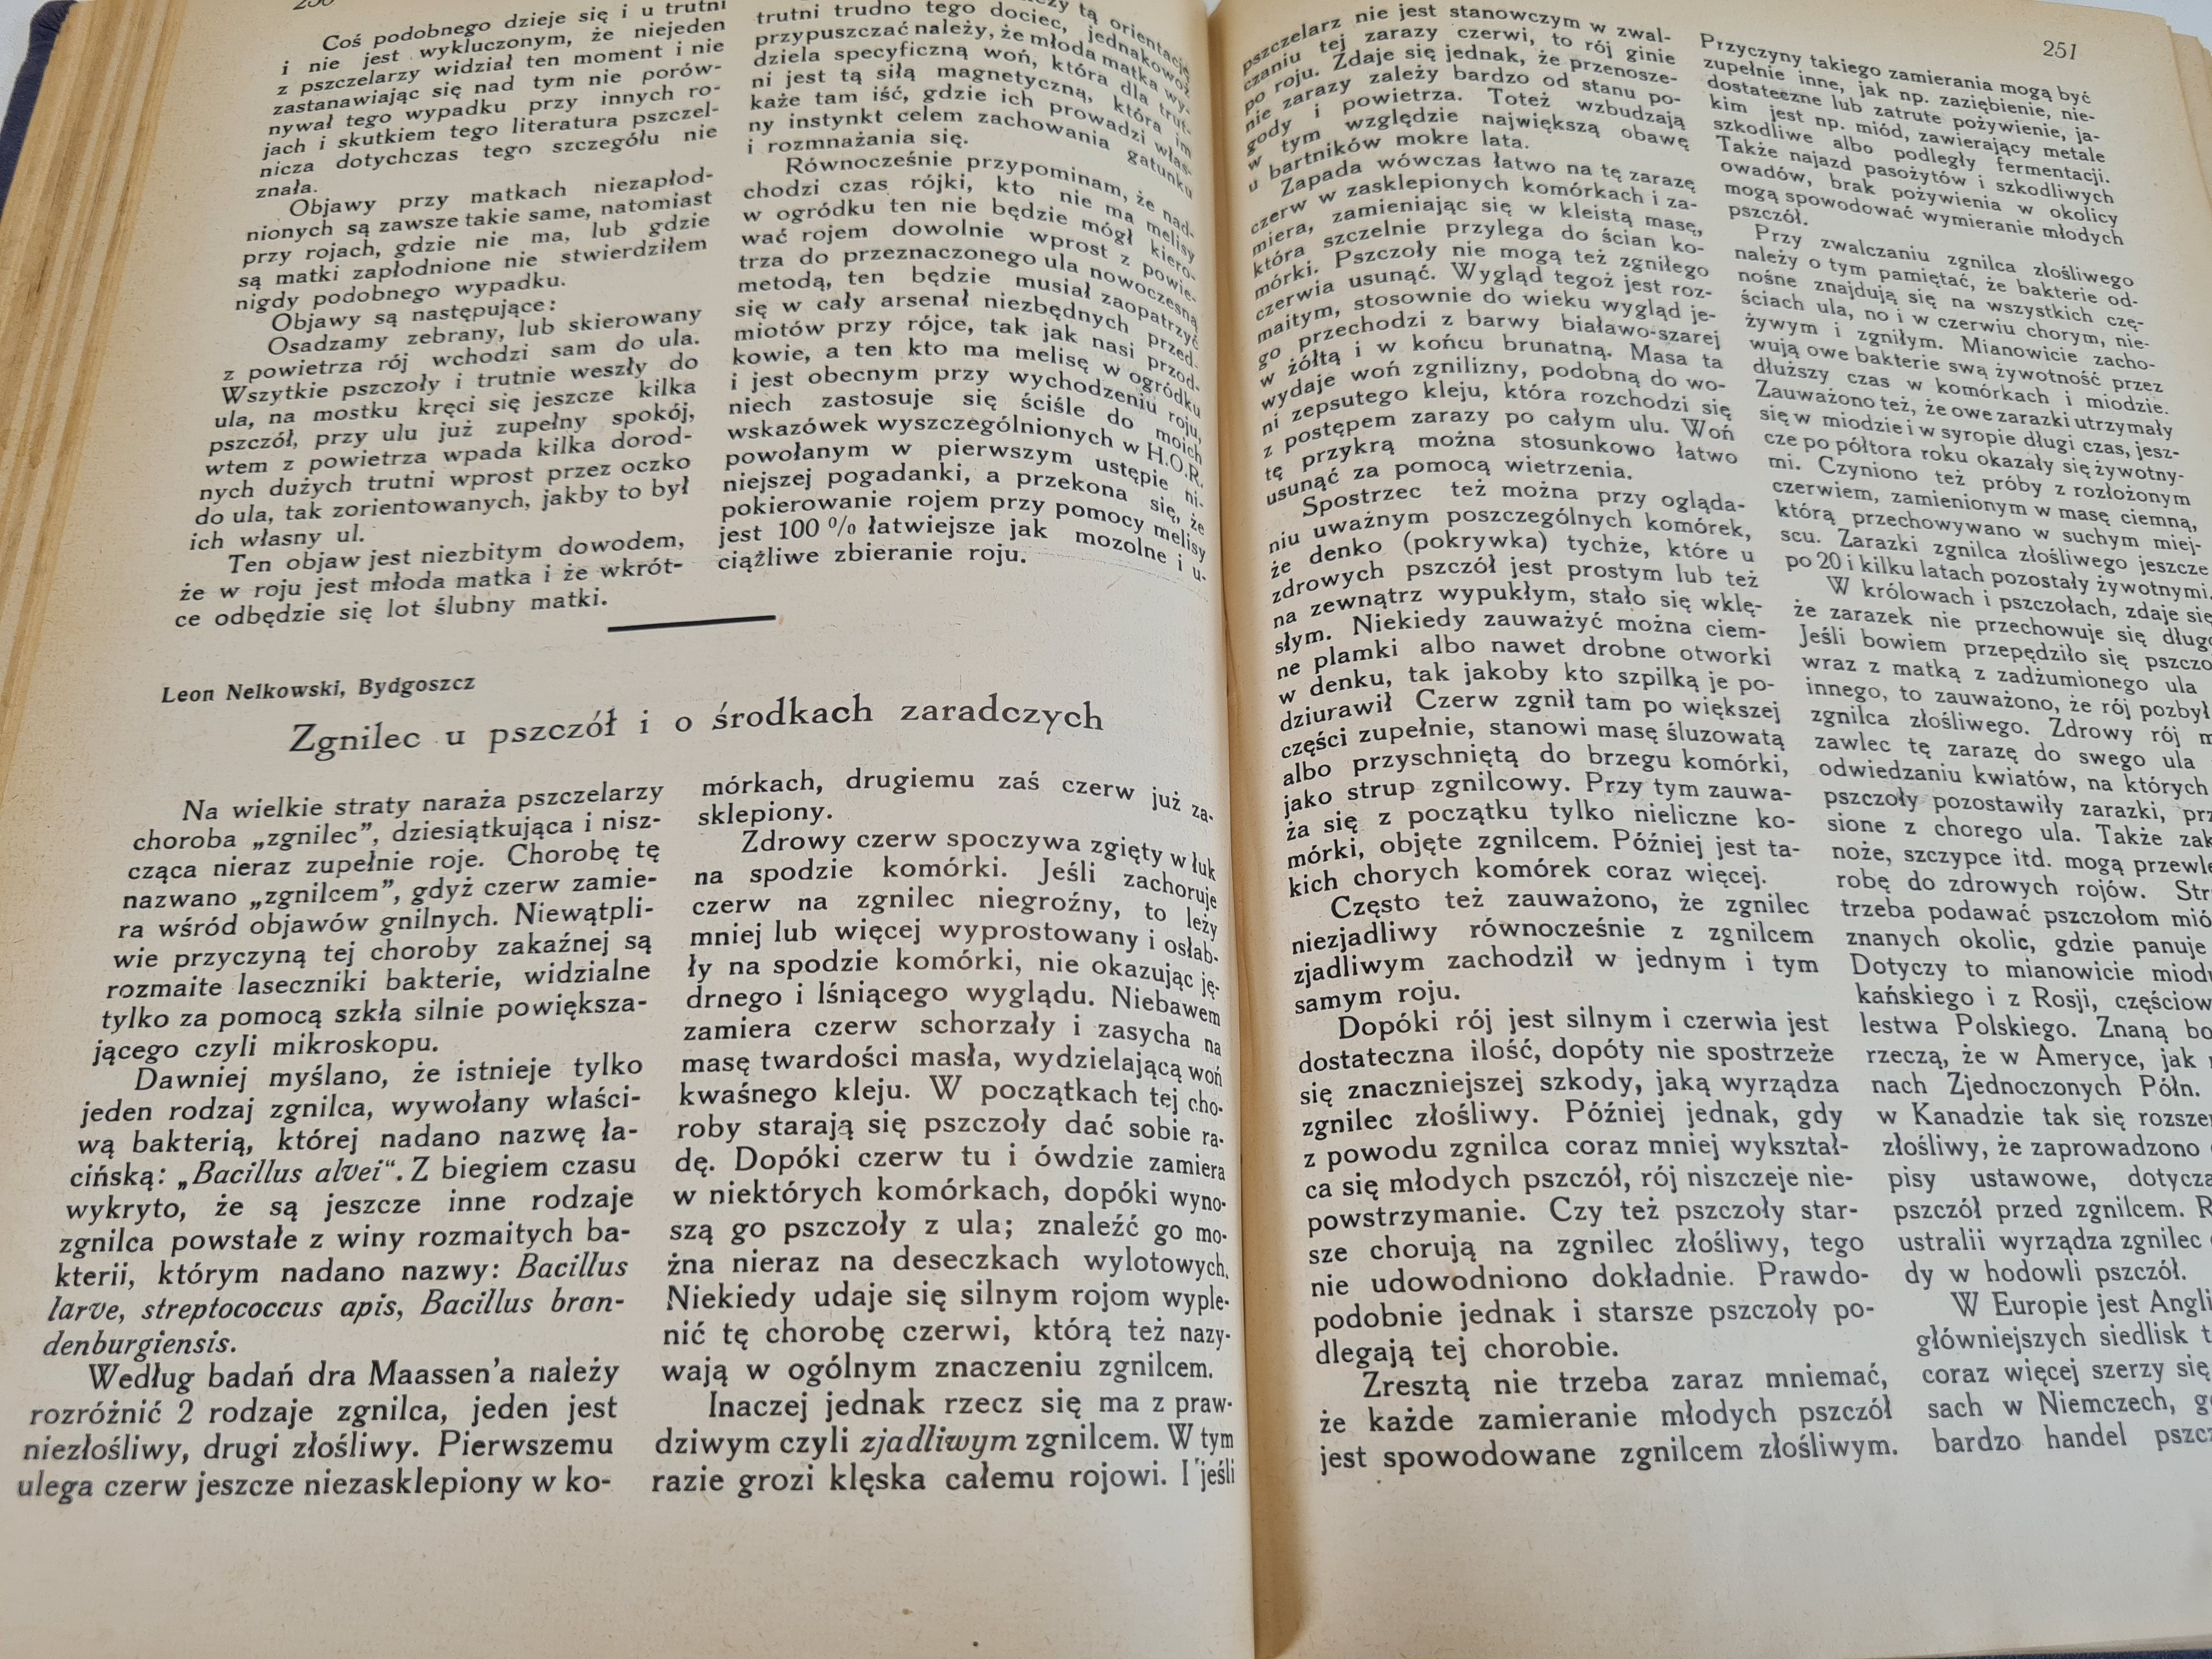 250
Coś podobnego dzieje się i u trutni
i nie jest wykluczonym, że niejeden
z pszczelarzy widział ten moment i nie
zastanawiając się nad tym nie porów-
nywał tego wypadku przy innych ro-
jach i skutkiem tego literatura pszczel-
nicza dotychczas tego szczegółu nie
znała.
Objawy przy matkach niezapłod-
nionych są zawsze takie same, natomiast
przy rojach, gdzie nie ma, lub gdzie
są matki zapłodnione nie stwierdziłem
nigdy podobnego wypadku.
Objawy są następujące:
Osadzamy zebrany, lub skierowany
z powietrza rój wchodzi sam do ula.
Wszytkie pszczoły i trutnie weszły do
ula, na mostku kręci się jeszcze kilka
pszczół, przy ulu już zupełny spokój,
wtem z powietrza wpada kilka dorod-
nych dużych trutni wprost przez oczko
do ula, tak zorientowanych, jakby to był
ich własny ul.
Ten objaw jest niezbitym dowodem,
że w roju jest młoda matka i że wkrót-
ce odbędzie się lot ślubny matki.
tą orientację
trutni trudno tego dociec, jednakowoż
przypuszczać należy, że młoda matka wy-
dziela specyficzną woń, która dla trut-
ni jest tą siłą magnetyczną, która im
każe tam iść, gdzie ich prowadzi włas-
ny instynkt celem zachowania gatunku
i rozmnażania się.
Równocześnie przypominam, że nad-
chodzi czas rójki, kto nie ma melisy
w ogródku ten nie będzie mógł kiero-
wać rojem dowolnie wprost z powie-
trza do przeznaczonego ula nowoczesną
metodą, ten będzie musiał zaopatrzyć
się w cały arsenał niezbędnych przed-
miotów przy rójce, tak jak nasi przod-
kowie, a ten kto ma melisę w ogródku
i jest obecnym przy wychodzeniu roju,
niech zastosuje się ściśle do moich
wskazówek wyszczególnionych w H.O.R.
powołanym w pierwszym ustępie ni-
niejszej pogadanki, a przekona się, że
pokierowanie rojem przy pomocy melisy
jest 100 % łatwiejsze jak mozolne i u-
ciążliwe zbieranie roju.
Leon Nelkowski, Bydgoszcz
Zgnilec u pszczół i o środkach zaradczych
Na wielkie straty naraża pszczelarzy
choroba „zgnilec”, dziesiątkująca i nisz-
cząca nieraz zupełnie roje. Chorobę tę
nazwano „zgnilcem”, gdyż czerw zamie-
ra wśród objawów gnilnych. Niewątpli-
wie przyczyną tej choroby zakaźnej są
rozmaite laseczniki bakterie, widzialne
tylko za pomocą szkła silnie powiększa-
jącego czyli mikroskopu.
Dawniej myślano, że istnieje tylko
jeden rodzaj zgnilca, wywołany właści-
wą bakterią, której nadano nazwę ła-
cińską: „Bacillus alvei“. Z biegiem czasu
wykryto, że są jeszcze inne rodzaje
zgnilca powstałe z winy rozmaitych ba-
kterii, którym nadano nazwy: Bacillus
larve, streptococcus apis, Bacillus bran-
denburgiensis.
Według badań dra Maassen’a należy
rozróżnić 2 rodzaje zgnilca, jeden jest
niezłośliwy, drugi złośliwy. Pierwszemu
ulega czerw jeszcze niezasklepiony w ko-
mórkach, drugiemu zaś czerw już za-
sklepiony.
Zdrowy czerw spoczywa zgięty w łuk
na spodzie komórki. Jeśli zachoruje
czerw na zgnilec niegroźny, to leży
mniej lub więcej wyprostowany i osłab-
ły na spodzie komórki, nie okazując ję-
drnego i lśniącego wyglądu. Niebawem
zamiera czerw schorzały i zasycha na
masę twardości masła, wydzielającą woń
kwaśnego kleju. W początkach tej cho-
roby starają się pszczoły dać sobie ra-
dę. Dopóki czerw tu i ówdzie zamiera
w niektórych komórkach, dopóki wyno-
szą go pszczoły z ula; znaleźć go mo-
żna nieraz na deseczkach wylotowych.
Niekiedy udaje się silnym rojom wyple-
nić tę chorobę czerwi, którą też nazy-
wają w ogólnym znaczeniu zgnilcem.
Inaczej jednak rzecz się ma z praw-
dziwym czyli zjadliwym zgnilcem. W tym
razie grozi klęska całemu rojowi. I jeśli
251
pszczelarz nie jest stanowczym w zwal-
czaniu tej zarazy czerwi, to rój ginie
po roju. Zdaje się jednak, że przenosze-
nie zarazy zależy bardzo od stanu po-
gody i powietrza. Toteż wzbudzają
w tym względzie największą obawę
u bartników mokre lata.
Zapada wówczas łatwo na tę zarazę
czerw w zasklepionych komórkach i za-
miera, zamieniając się w kleistą masę,
która szczelnie przylega do ścian ko-
mórki. Pszczoły nie mogą też zgniłego
czerwia usunąć. Wygląd tegoż jest roz-
maitym, stosownie do wieku wygląd je-
go przechodzi z barwy białawo-szarej
w żółtą i w końcu brunatną. Masa ta
wydaje woń zgnilizny, podobną do wo-
ni zepsutego kleju, która rozchodzi się
z postępem zarazy po całym ulu. Woń
tę przykrą można stosunkowo łatwo
usunąć za pomocą wietrzenia.
Spostrzec też można przy ogląda-
niu uważnym poszczególnych komórek,
że denko (pokrywka) tychże, które u
zdrowych pszczół jest prostym lub też
na zewnątrz wypukłym, stało się wklę-
słym. Niekiedy zauważyć można ciem-
ne plamki albo nawet drobne otworki
w denku, tak jakoby kto szpilką je po-
dziurawił Czerw zgnił tam po większej
części zupełnie, stanowi masę śluzowatą
albo przyschniętą do brzegu komórki,
jako strup zgnilcowy. Przy tym zauwa-
ża się z początku tylko nieliczne ko-
mórki, objęte zgnilcem. Później jest ta-
kich chorych komórek coraz więcej.
Często też zauważono, że zgnilec
niezjadliwy równocześnie z zgnilcem
zjadliwym zachodził w jednym i tym
samym roju.
Dopóki rój jest silnym i czerwia jest
dostateczna ilość, dopóty nie spostrzeże
się znaczniejszej szkody, jaką wyrządza
zgnilec złośliwy. Później jednak, gdy
z powodu zgnilca coraz mniej wykształ-
ca się młodych pszczół, rój niszczeje nie-
powstrzymanie. Czy też pszczoły star-
sze chorują na zgnilec złośliwy, tego
nie udowodniono dokładnie. Prawdo-
podobnie jednak i starsze pszczoły po-
dlegają tej chorobie.
Zresztą nie trzeba zaraz mniemać,
że każde zamieranie młodych pszczół
jest spowodowane zgnilcem złośliwym.
Przyczyny takiego zamierania mogą być
zupełnie inne, jak np. zaziębienie, nie-
dostateczne lub zatrute pożywienie, ja-
kim jest np. miód, zawierający metale
szkodliwe albo podległy fermentacji.
Także najazd pasożytów i szkodliwych
owadów, brak pożywienia w okolicy
mogą spowodować wymieranie młodych
pszczół.
Przy zwalczaniu zgnilca złośliwego
należy o tym pamiętać, że bakterie od-
nośne znajdują się na wszystkich czę-
ściach ula, no i w czerwiu chorym, nie-
żywym i zgniłym. Mianowicie zacho-
wują owe bakterie swą żywotność przez
dłuższy czas w komórkach i miodzie.
Zauważono też, że owe zarazki utrzymały
się w miodzie i w syropie długi czas, jesz-
cze po półtora roku okazały się żywotny-
mi. Czyniono też próby z rozłożonym
czerwiem, zamienionym w masę ciemną,
którą przechowywano w suchym miej-
scu. Zarazki zgnilca złośliwego jeszcze
po 20 i kilku latach pozostały żywotnymi.
W królowach i pszczołach, zdaje się
że zarazek nie przechowuje się długo
Jeśli bowiem przepędziło się
wraz z matką z zadżumionego ula
innego, to zauważono, że rój pozbył
zgnilca złośliwego. Zdrowy rój
zawlec tę zarazę do swego ula
odwiedzaniu kwiatów, na których
pszczoły pozostawiły zarazki,
sione z chorego ula. Także
noże, szczypce itd. mogą
robę do zdrowych rojów.
trzeba podawać pszczołom
znanych okolic, gdzie panuje
Dotyczy to mianowicie
kańskiego i z Rosji,
lestwa Polskiego. Znaną
rzeczą, że w Ameryce, jak
nach Zjednoczonych Półn.
w Kanadzie tak się
złośliwy, że zaprowadzono
pisy ustawowe,
pszczół przed zgnilcem.
ustralii wyrządza zgnilec
dy w hodowli pszczół.
W Europie jest
główniejszych siedlisk
coraz więcej szerzy się
sach w Niemczech,
bardzo handel